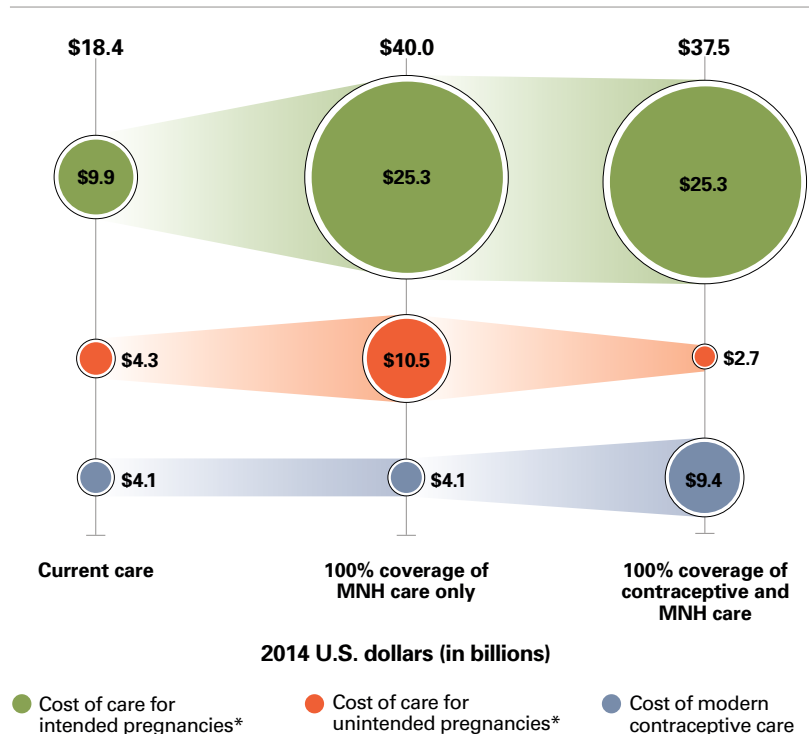 $18.4 $40.0 $37.5
$9.9 $25.3 $25.3
$4.3 $10.5 $2.7
$4.1 $4.1 $9.4
Current care
100% coverage of
MNH care only
100% coverage of
contraceptive and
MNH care
2014 U.S. dollars (in billions)
Cost of care for
intended pregnancies*
Cost of care for
unintended pregnancies*
Cost of modern
contraceptive care